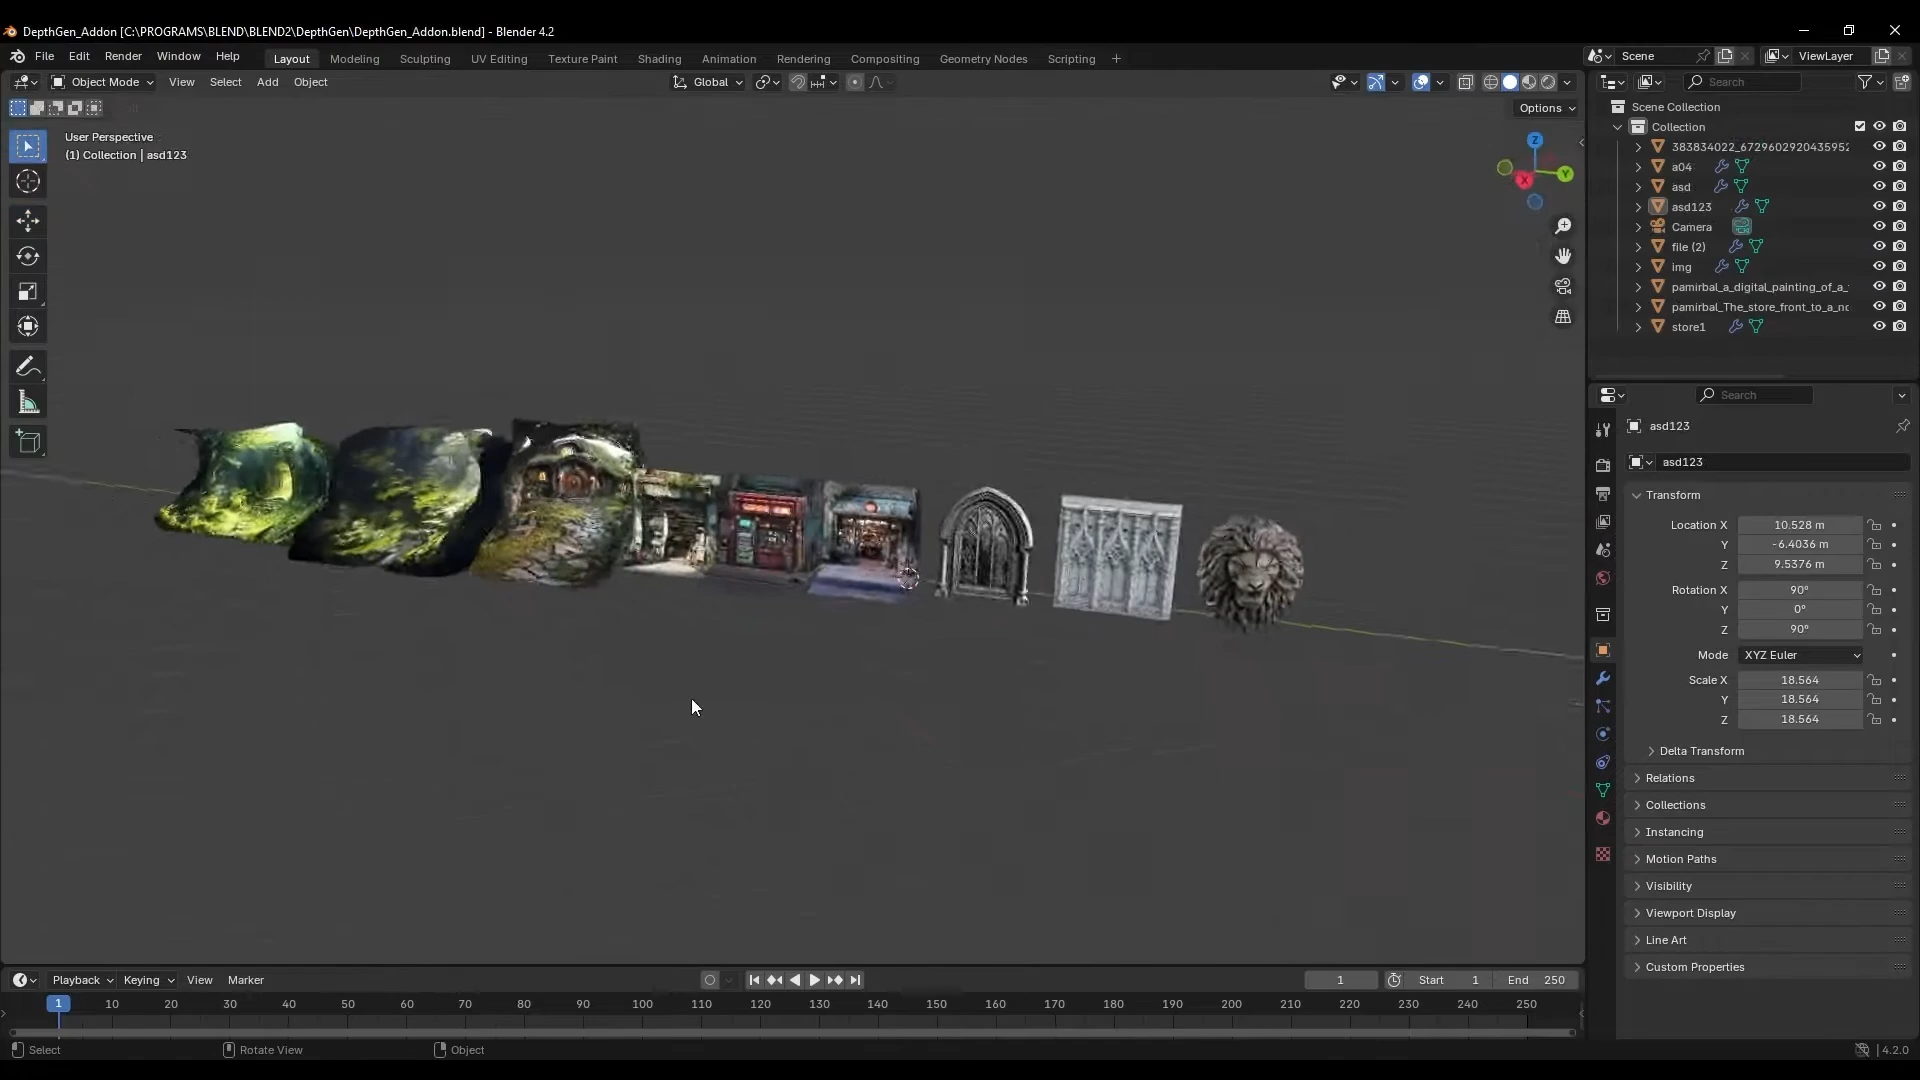 DepthGen_Addon [C:\PROGRAMS\BLEND\BLEND2\DepthGen\DepthGen_Addon.blend] - Blender 4.2
File Edit Render Window Help Layout Modeling Sculpting UV Editing Texture Paint Shading Animation Rendering Compositing Geometry Nodes Scripting + Scene ViewLayer
Object Mode View Select Add Object Global Search
Options
User Perspective
(1) Collection | asd123
Z
Y
X
Scene Collection
Collection
383834022_6729602920435952
a04
asd
asd123
Camera
file (2)
img
pamirbal_a_digital_painting_of_a_
pamirbal_The_store_front_to_a_no
store1
Search
asd123
asd123
Transform
Location X 10.528 m
Y -6.4036 m
Z 9.5376 m
Rotation X 90°
Y 0°
Z 90°
Mode XYZ Euler
Scale X 18.564
Y 18.564
Z 18.564
Delta Transform
Relations
Collections
Instancing
Motion Paths
Visibility
Viewport Display
Line Art
Custom Properties
Playback Keying View Marker 1 Start 1 End 250
1 10 20 30 40 50 60 70 80 90 100 110 120 130 140 150 160 170 180 190 200 210 220 230 240 250
Select Rotate View Object 4.2.0